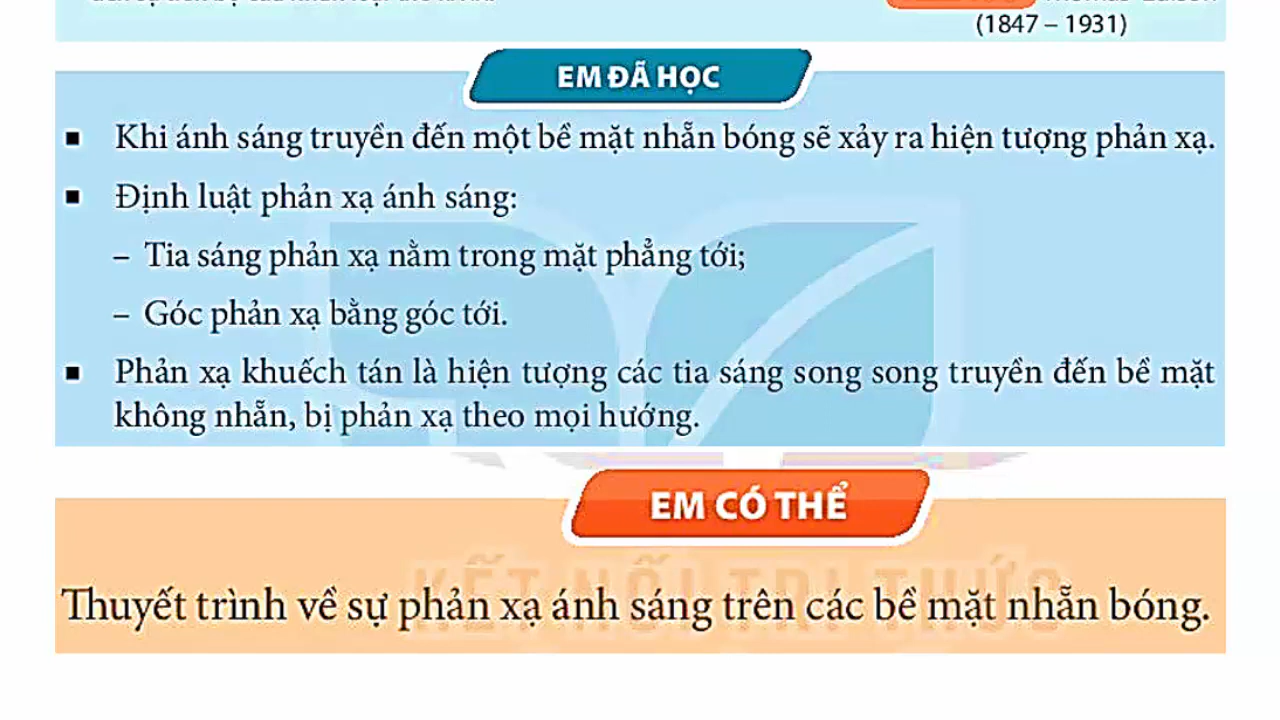 (1847 – 1931)
EM ĐÃ HỌC
▪ Khi ánh sáng truyền đến một bề mặt nhẵn bóng sẽ xảy ra hiện tượng phản xạ.
▪ Định luật phản xạ ánh sáng:
– Tia sáng phản xạ nằm trong mặt phẳng tới;
– Góc phản xạ bằng góc tới.
▪ Phản xạ khuếch tán là hiện tượng các tia sáng song song truyền đến bề mặt
không nhẵn, bị phản xạ theo mọi hướng.
EM CÓ THỂ
KẾT NỐI TRI THỨC
Thuyết trình về sự phản xạ ánh sáng trên các bề mặt nhẵn bóng.